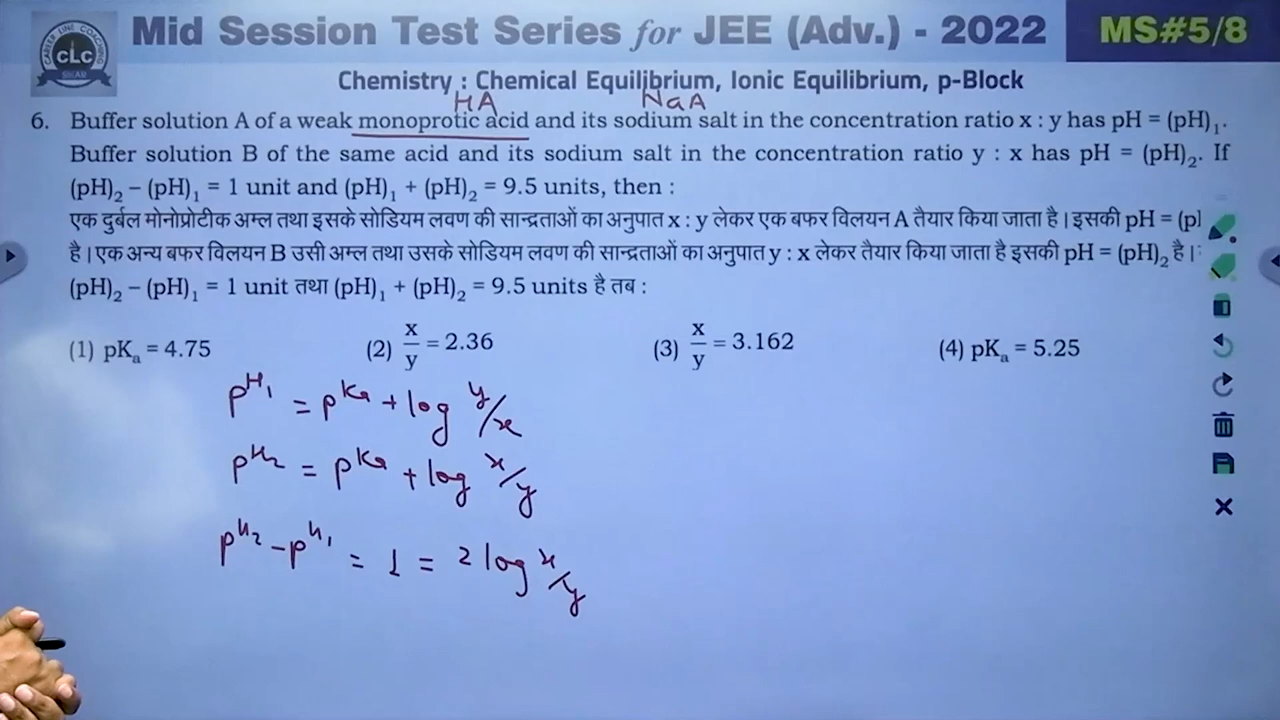 CAREER LINE COACHING
CLC
SIKAR
Mid Session Test Series for JEE (Adv.) - 2022
MS#5/8
Chemistry : Chemical Equilibrium, Ionic Equilibrium, p-Block
HA NaA
6. Buffer solution A of a weak monoprotic acid and its sodium salt in the concentration ratio x : y has pH = (pH)₁.
Buffer solution B of the same acid and its sodium salt in the concentration ratio y : x has pH = (pH)₂. If
(pH)₂ – (pH)₁ = 1 unit and (pH)₁ + (pH)₂ = 9.5 units, then :
एक दुर्बल मोनोप्रोटीक अम्ल तथा इसके सोडियम लवण की सान्द्रताओं का अनुपात x : y लेकर एक बफर विलयन A तैयार किया जाता है। इसकी pH = (p
है। एक अन्य बफर विलयन B उसी अम्ल तथा उसके सोडियम लवण की सान्द्रताओं का अनुपात y : x लेकर तैयार किया जाता है इसकी pH = (pH)₂ है।
(pH)₂ – (pH)₁ = 1 unit तथा (pH)₁ + (pH)₂ = 9.5 units है तब :
(1) pKₐ = 4.75 (2) x/y = 2.36 (3) x/y = 3.162 (4) pKₐ = 5.25
pH₁ = pKa + log y/x
pH₂ = pKa + log x/y
pH₂ – pH₁ = 1 = 2 log x/y